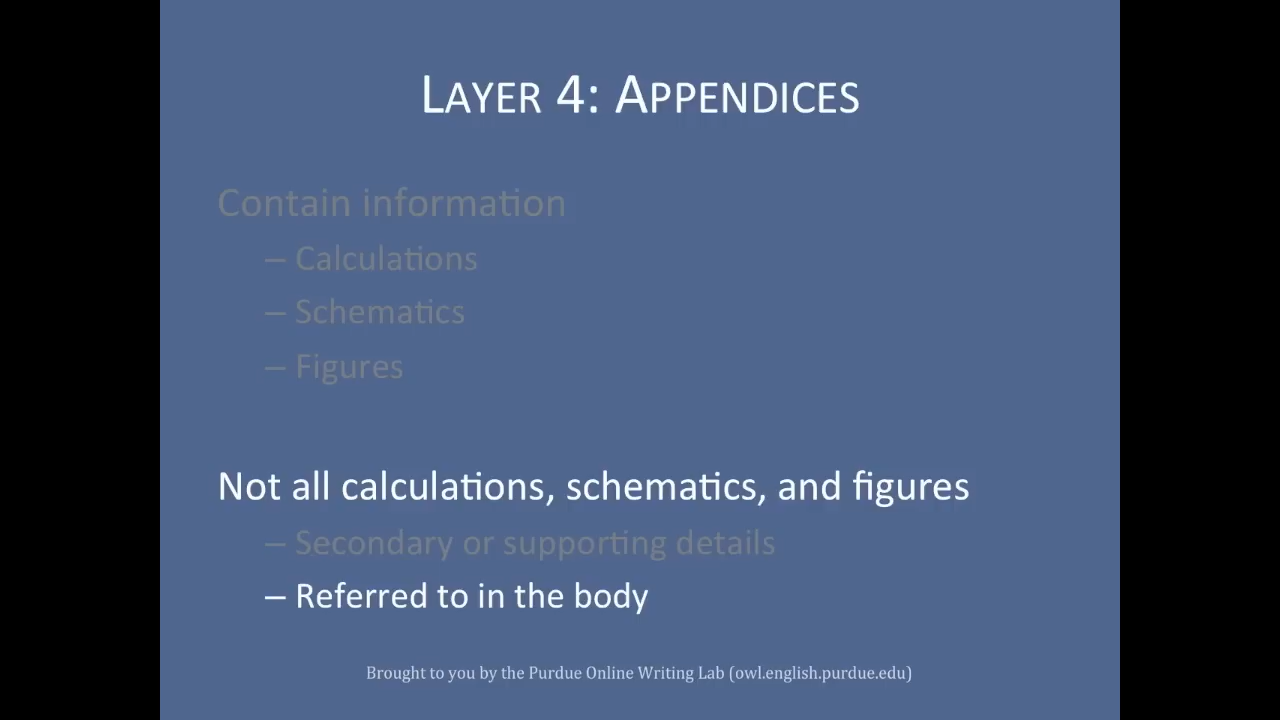 LAYER 4: APPENDICES
Contain information
– Calculations
– Schematics
– Figures
Not all calculations, schematics, and figures
– Secondary or supporting details
– Referred to in the body
Brought to you by the Purdue Online Writing Lab (owl.english.purdue.edu)